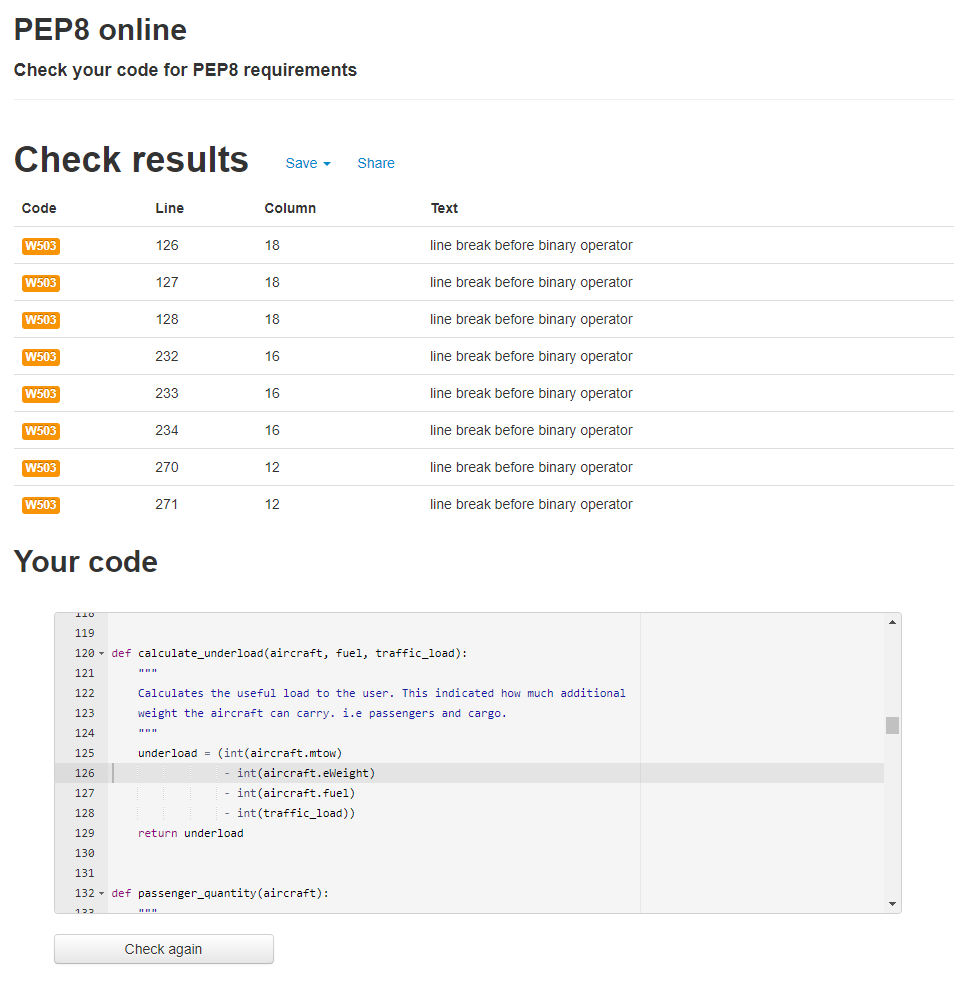 PEP8 online
Check your code for PEP8 requirements
Check results Save Share
Code Line Column Text
W503 126 18 line break before binary operator
W503 127 18 line break before binary operator
W503 128 18 line break before binary operator
W503 232 16 line break before binary operator
W503 233 16 line break before binary operator
W503 234 16 line break before binary operator
W503 270 12 line break before binary operator
W503 271 12 line break before binary operator
Your code
118
119
120 def calculate_underload(aircraft, fuel, traffic_load):
121 """
122 Calculates the useful load to the user. This indicated how much additional
123 weight the aircraft can carry. i.e passengers and cargo.
124 """
125 underload = (int(aircraft.mtow)
126 - int(aircraft.eWeight)
127 - int(aircraft.fuel)
128 - int(traffic_load))
129 return underload
130
131
132 def passenger_quantity(aircraft):
133 """
Check again